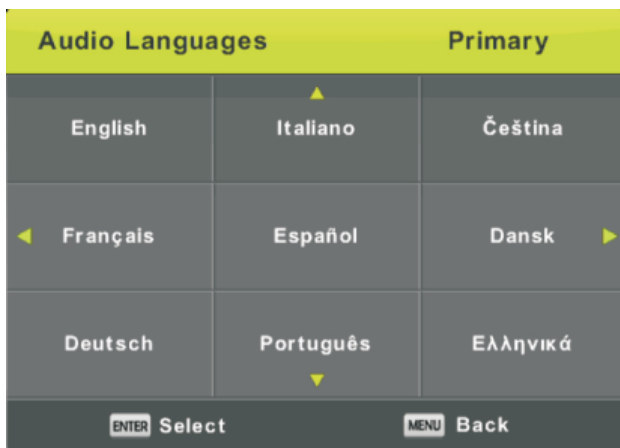 Audio Languages Primary
English Italiano Čeština
Français Español Dansk
Deutsch Português Ελληνικά
ENTER Select MENU Back